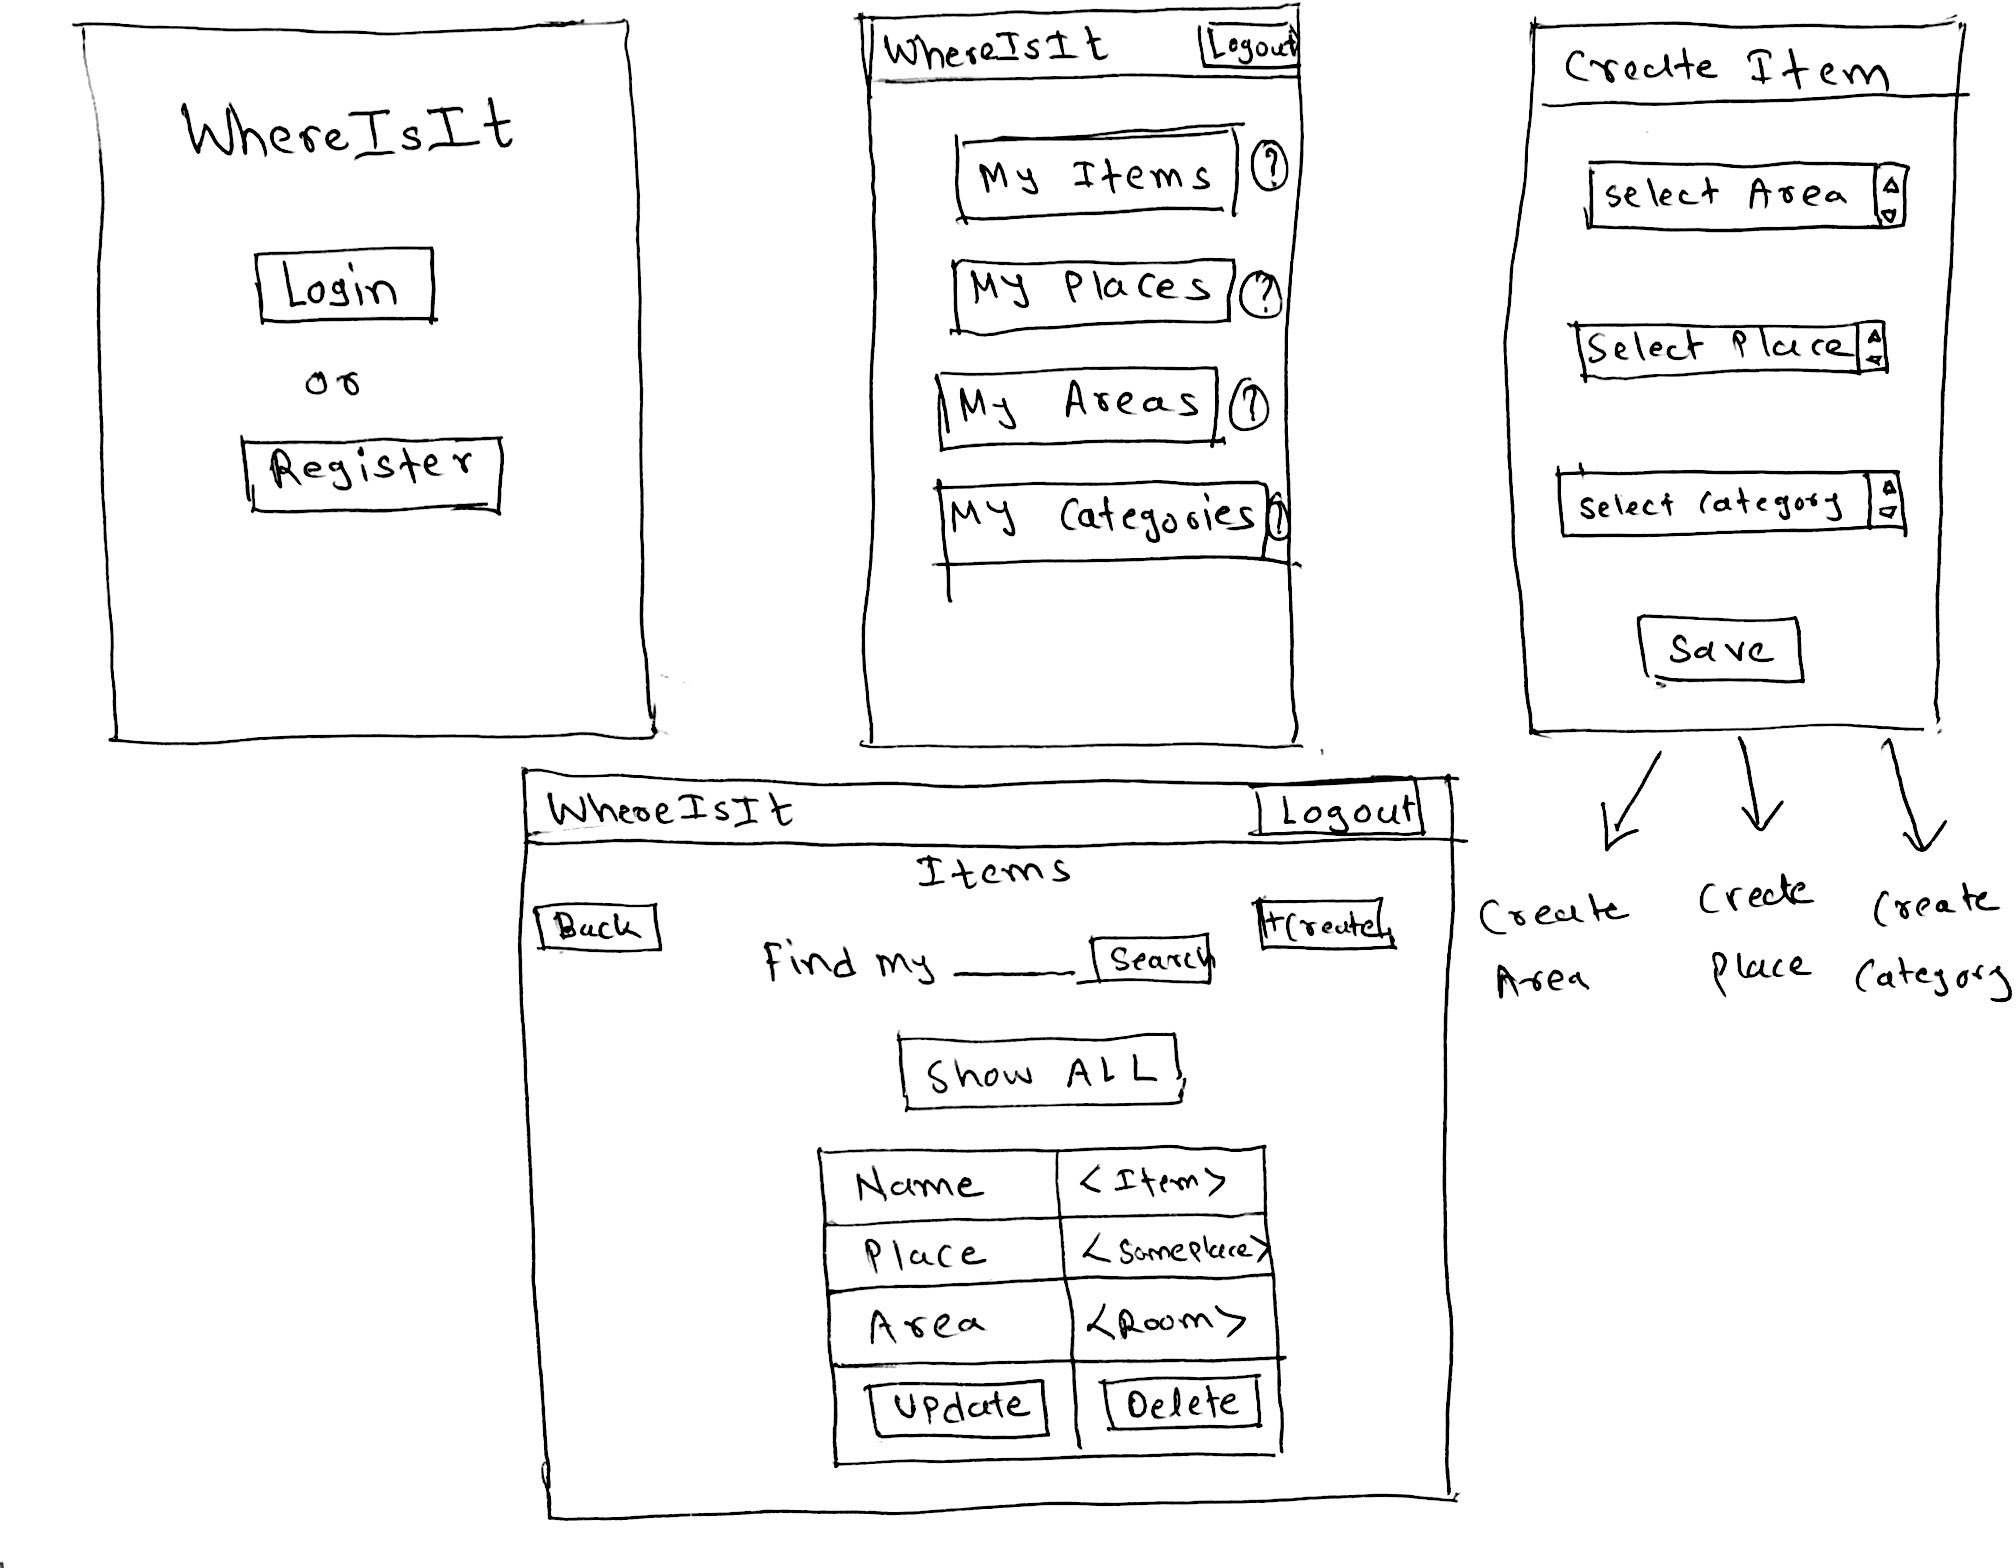 WhereIsIt
Login
or
Register
WhereIsIt Logout
My Items ?
My Places ?
My Areas ?
My Categories ?
Create Item
Select Area
Select Place
Select Category
Save
Create Area
Create Place
Create Category
WhereIsIt Logout
Items
Back
+Create
Find my ______ Search
Show ALL
Name <Item>
Place <Someplace>
Area <Room>
Update Delete